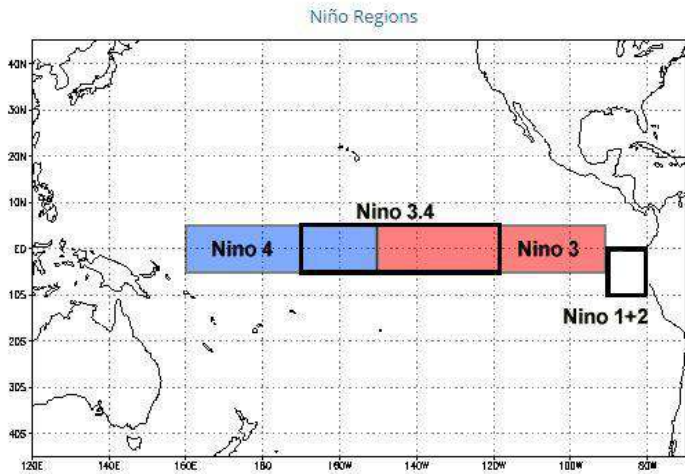 Niño Regions
45N
40N
30N
20N
Nino 3.4
10N
Nino 4
Nino 3
EQ
10S
Nino 1+2
20S
30S
40S
120E 140E 160E 180 160W 140W 120W 100W 80W